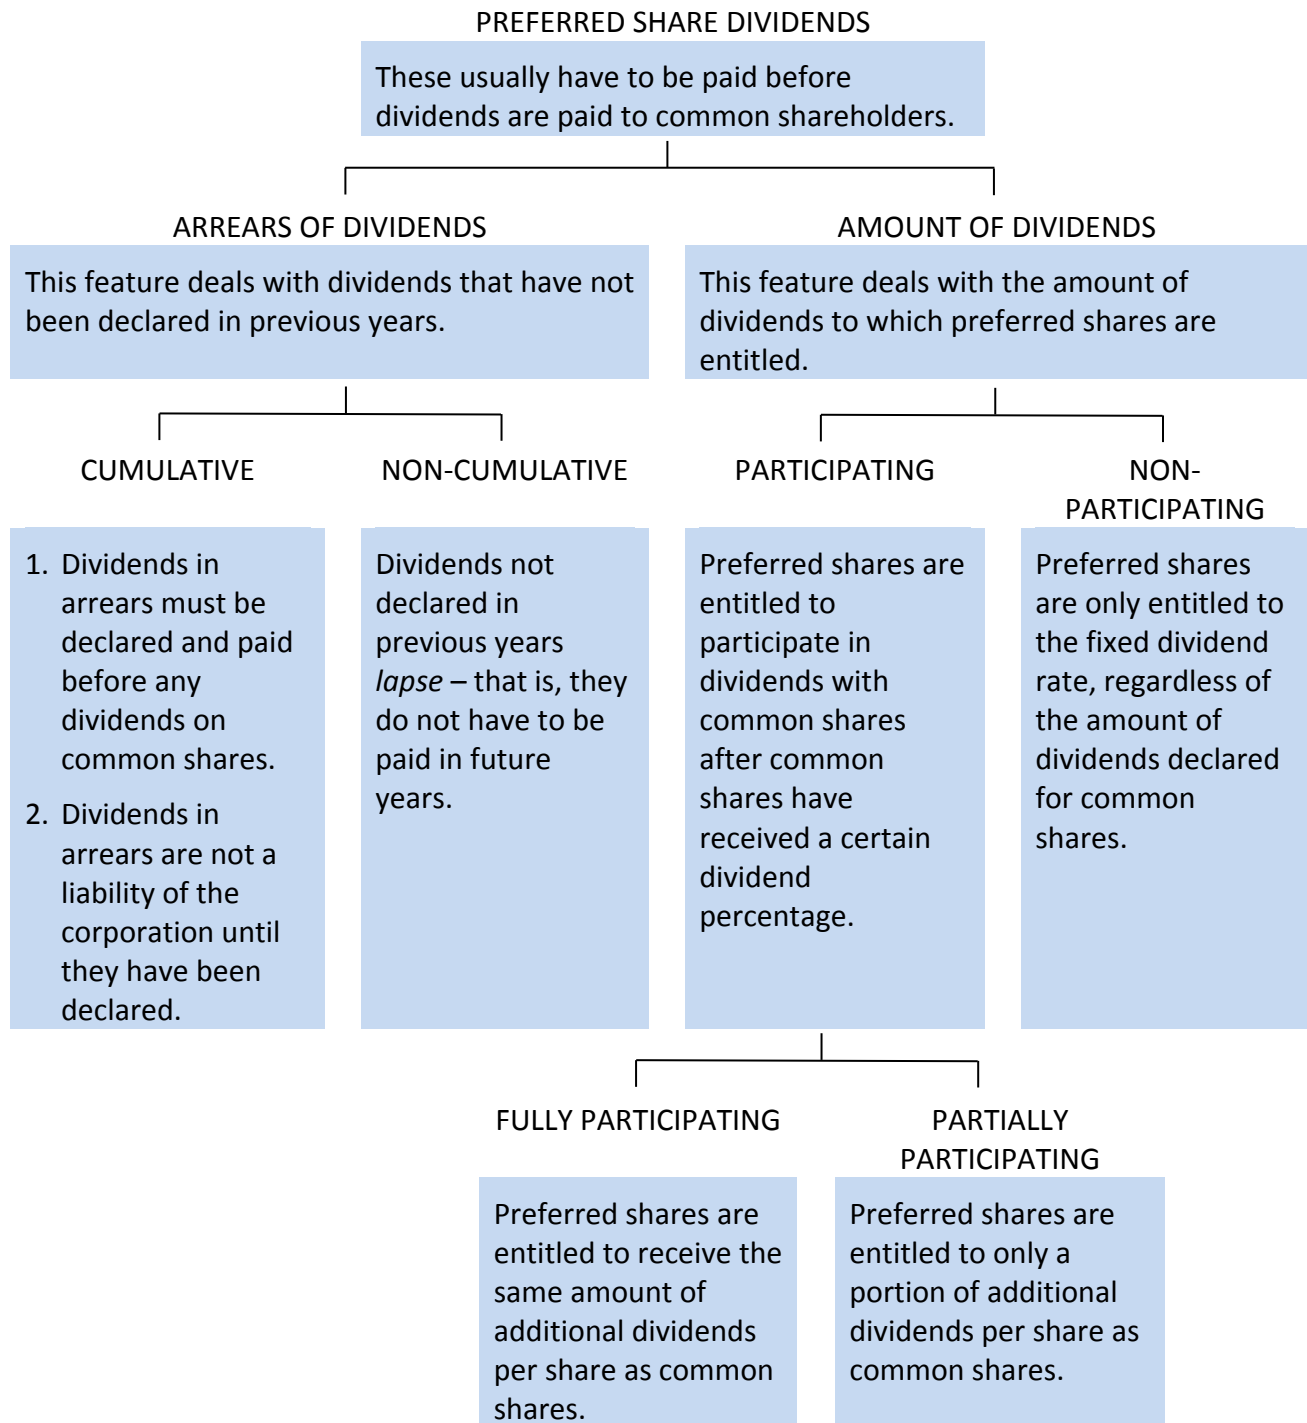 PREFERRED SHARE DIVIDENDS
These usually have to be paid before
dividends are paid to common shareholders.
ARREARS OF DIVIDENDS
This feature deals with dividends that have not
been declared in previous years.
AMOUNT OF DIVIDENDS
This feature deals with the amount of
dividends to which preferred shares are
entitled.
CUMULATIVE
1. Dividends in
arrears must be
declared and paid
before any
dividends on
common shares.
2. Dividends in
arrears are not a
liability of the
corporation until
they have been
declared.
NON-CUMULATIVE
Dividends not
declared in
previous years
lapse – that is, they
do not have to be
paid in future
years.
PARTICIPATING
Preferred shares are
entitled to
participate in
dividends with
common shares
after common
shares have
received a certain
dividend
percentage.
NON-
PARTICIPATING
Preferred shares
are only entitled to
the fixed dividend
rate, regardless of
the amount of
dividends declared
for common
shares.
FULLY PARTICIPATING
Preferred shares are
entitled to receive the
same amount of
additional dividends
per share as common
shares.
PARTIALLY
PARTICIPATING
Preferred shares are
entitled to only a
portion of additional
dividends per share as
common shares.